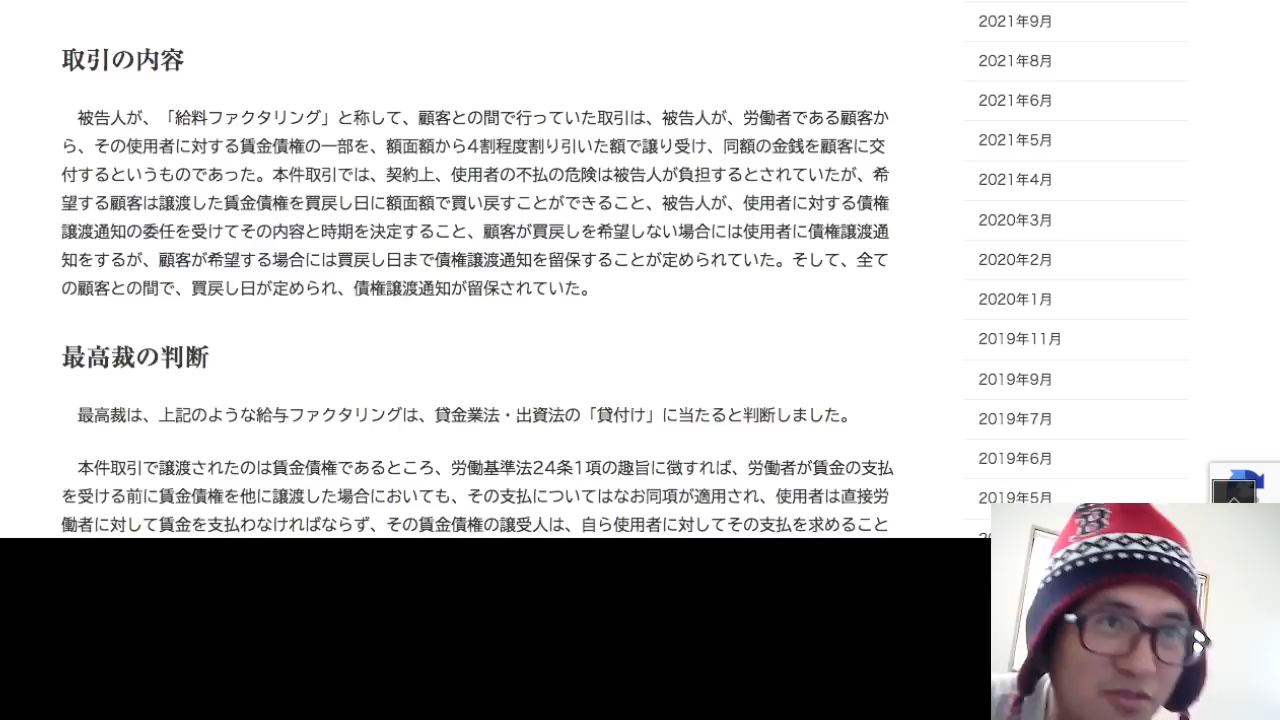 取引の内容
　被告人が、「給料ファクタリング」と称して、顧客との間で行っていた取引は、被告人が、労働者である顧客か
ら、その使用者に対する賃金債権の一部を、額面額から4割程度割り引いた額で譲り受け、同額の金銭を顧客に交
付するというものであった。本件取引では、契約上、使用者の不払の危険は被告人が負担するとされていたが、希
望する顧客は譲渡した賃金債権を買戻し日に額面額で買い戻すことができること、被告人が、使用者に対する債権
譲渡通知の委任を受けてその内容と時期を決定すること、顧客が買戻しを希望しない場合には使用者に債権譲渡通
知をするが、顧客が希望する場合には買戻し日まで債権譲渡通知を留保することが定められていた。そして、全て
の顧客との間で、買戻し日が定められ、債権譲渡通知が留保されていた。
最高裁の判断
　最高裁は、上記のような給与ファクタリングは、貸金業法・出資法の「貸付け」に当たると判断しました。
　本件取引で譲渡されたのは賃金債権であるところ、労働基準法24条1項の趣旨に徴すれば、労働者が賃金の支払
を受ける前に賃金債権を他に譲渡した場合においても、その支払についてはなお同項が適用され、使用者は直接労
働者に対して賃金を支払わなければならず、その賃金債権の譲受人は、自ら使用者に対してその支払を求めること
2021年9月
2021年8月
2021年6月
2021年5月
2021年4月
2020年3月
2020年2月
2020年1月
2019年11月
2019年9月
2019年7月
2019年6月
2019年5月
B